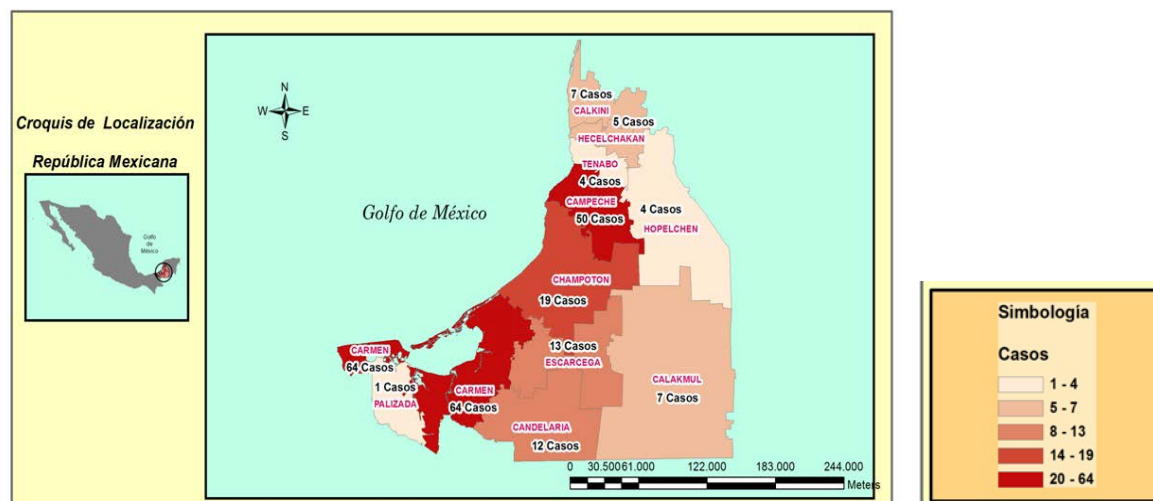 Croquis de Localización
República Mexicana
Golfo
de
México
N
W E
S
Golfo de México
7 Casos
CALKINI
5 Casos
HECELCHAKAN
TENABO
4 Casos
CAMPECHE
50 Casos
4 Casos
HOPELCHEN
CHAMPOTON
19 Casos
13 Casos
ESCARCEGA
CARMEN
64 Casos
1 Casos
PALIZADA
CARMEN
64 Casos
CALAKMUL
7 Casos
CANDELARIA
12 Casos
0 30.500 61.000 122.000 183.000 244.000
Meters
Simbología
Casos
1 - 4
5 - 7
8 - 13
14 - 19
20 - 64